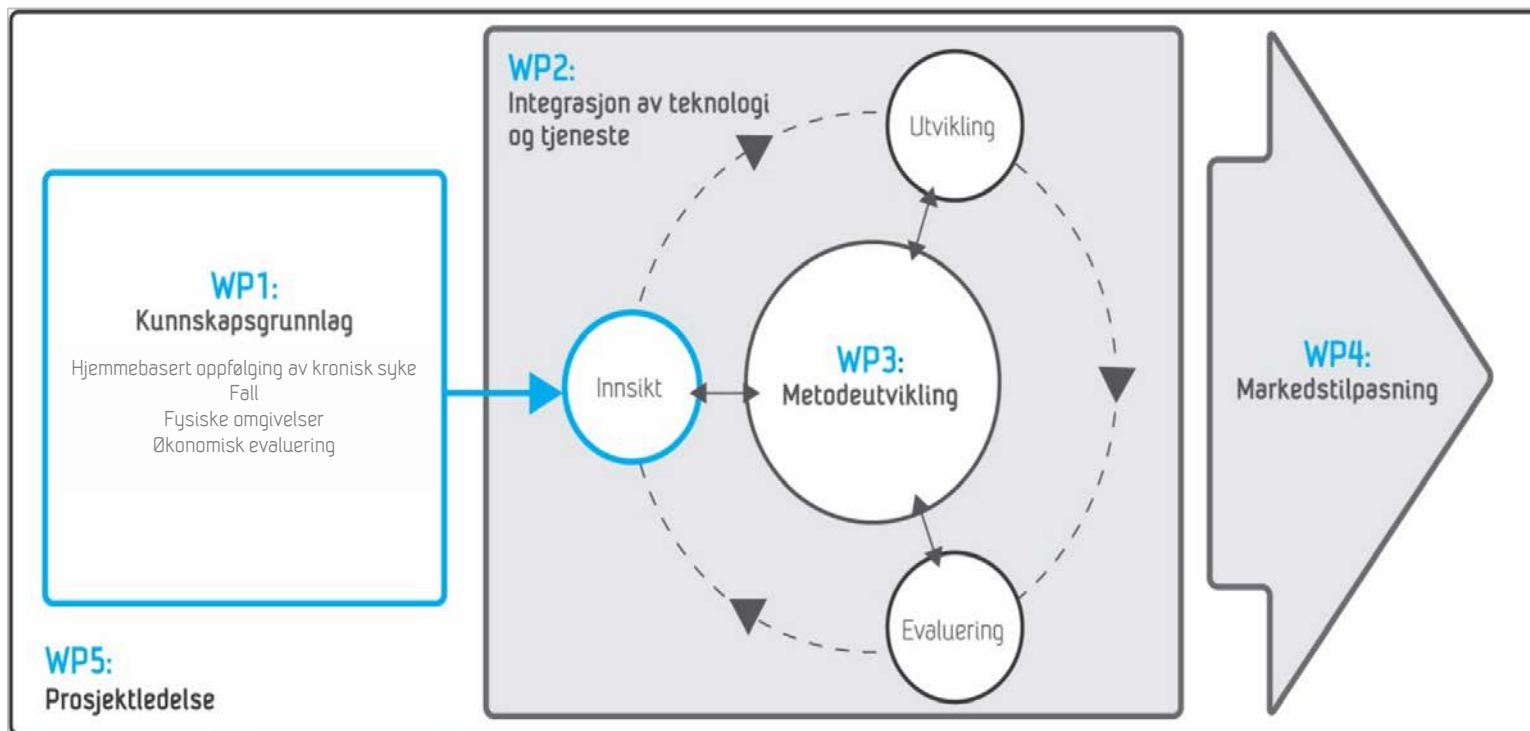 WP1:
Kunnskapsgrunnlag
Hjemmebasert oppfølging av kronisk syke
Fall
Fysiske omgivelser
Økonomisk evaluering
WP2:
Integrasjon av teknologi
og tjeneste
Utvikling
Innsikt
WP3:
Metodeutvikling
Evaluering
WP4:
Markedstilpasning
WP5:
Prosjektledelse